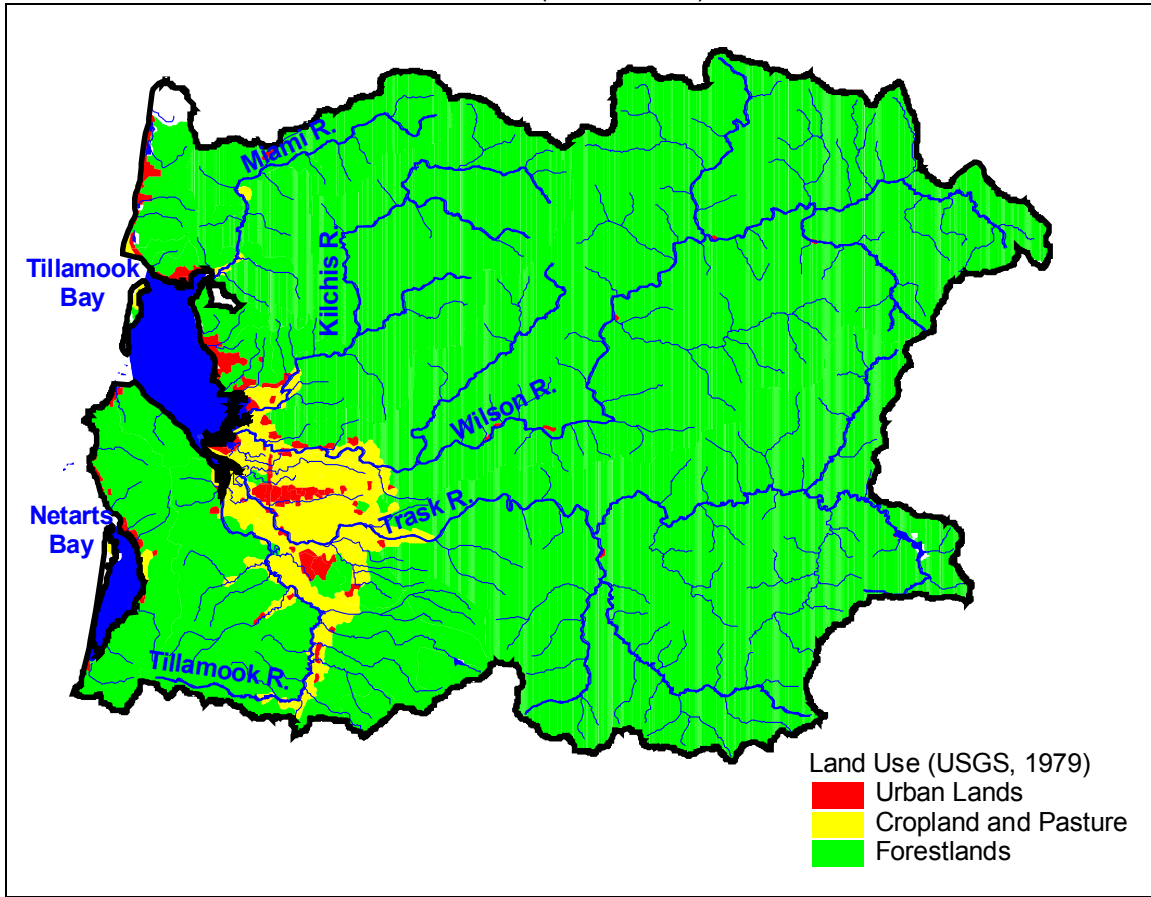 Miami R.
Kilchis R.
Tillamook
Bay
Wilson R.
Trask R.
Netarts
Bay
Tillamook R.
Land Use (USGS, 1979)
Urban Lands
Cropland and Pasture
Forestlands